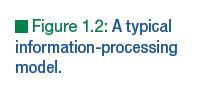 ■ Figure 1.2: A typical
information-processing
model.